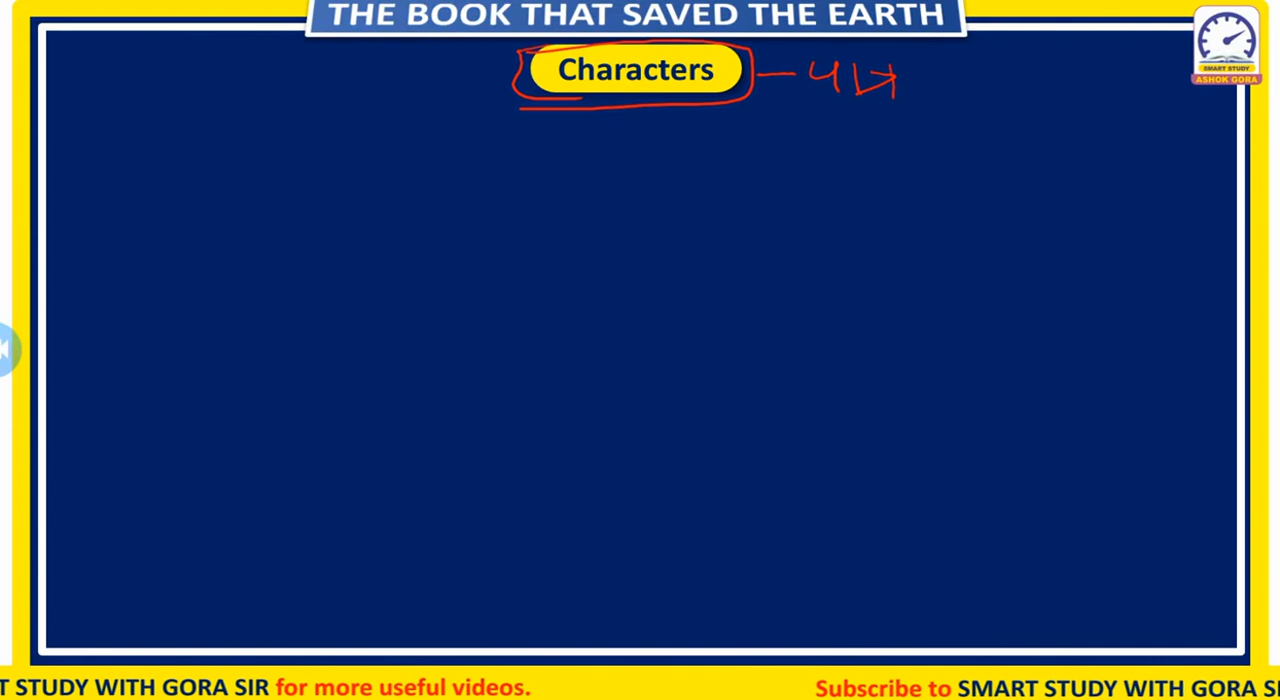 THE BOOK THAT SAVED THE EARTH
Characters
SMART STUDY
ASHOK GORA
T STUDY WITH GORA SIR for more useful videos.
Subscribe to SMART STUDY WITH GORA SI